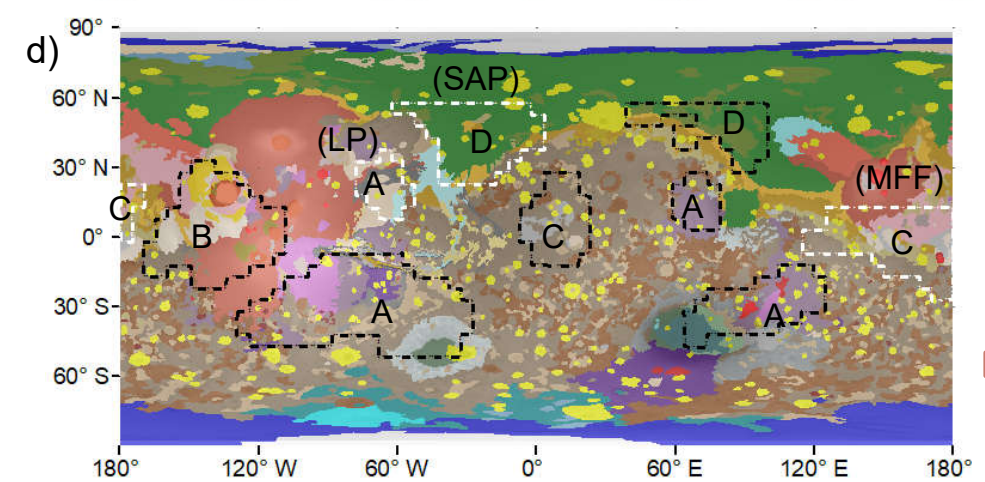 d)
90°
60° N
30° N
0°
30° S
60° S
(SAP)
D
D
(LP)
A
(MFF)
A
C
B
C
C
A
A
180°
120° W
60° W
0°
60° E
120° E
180°